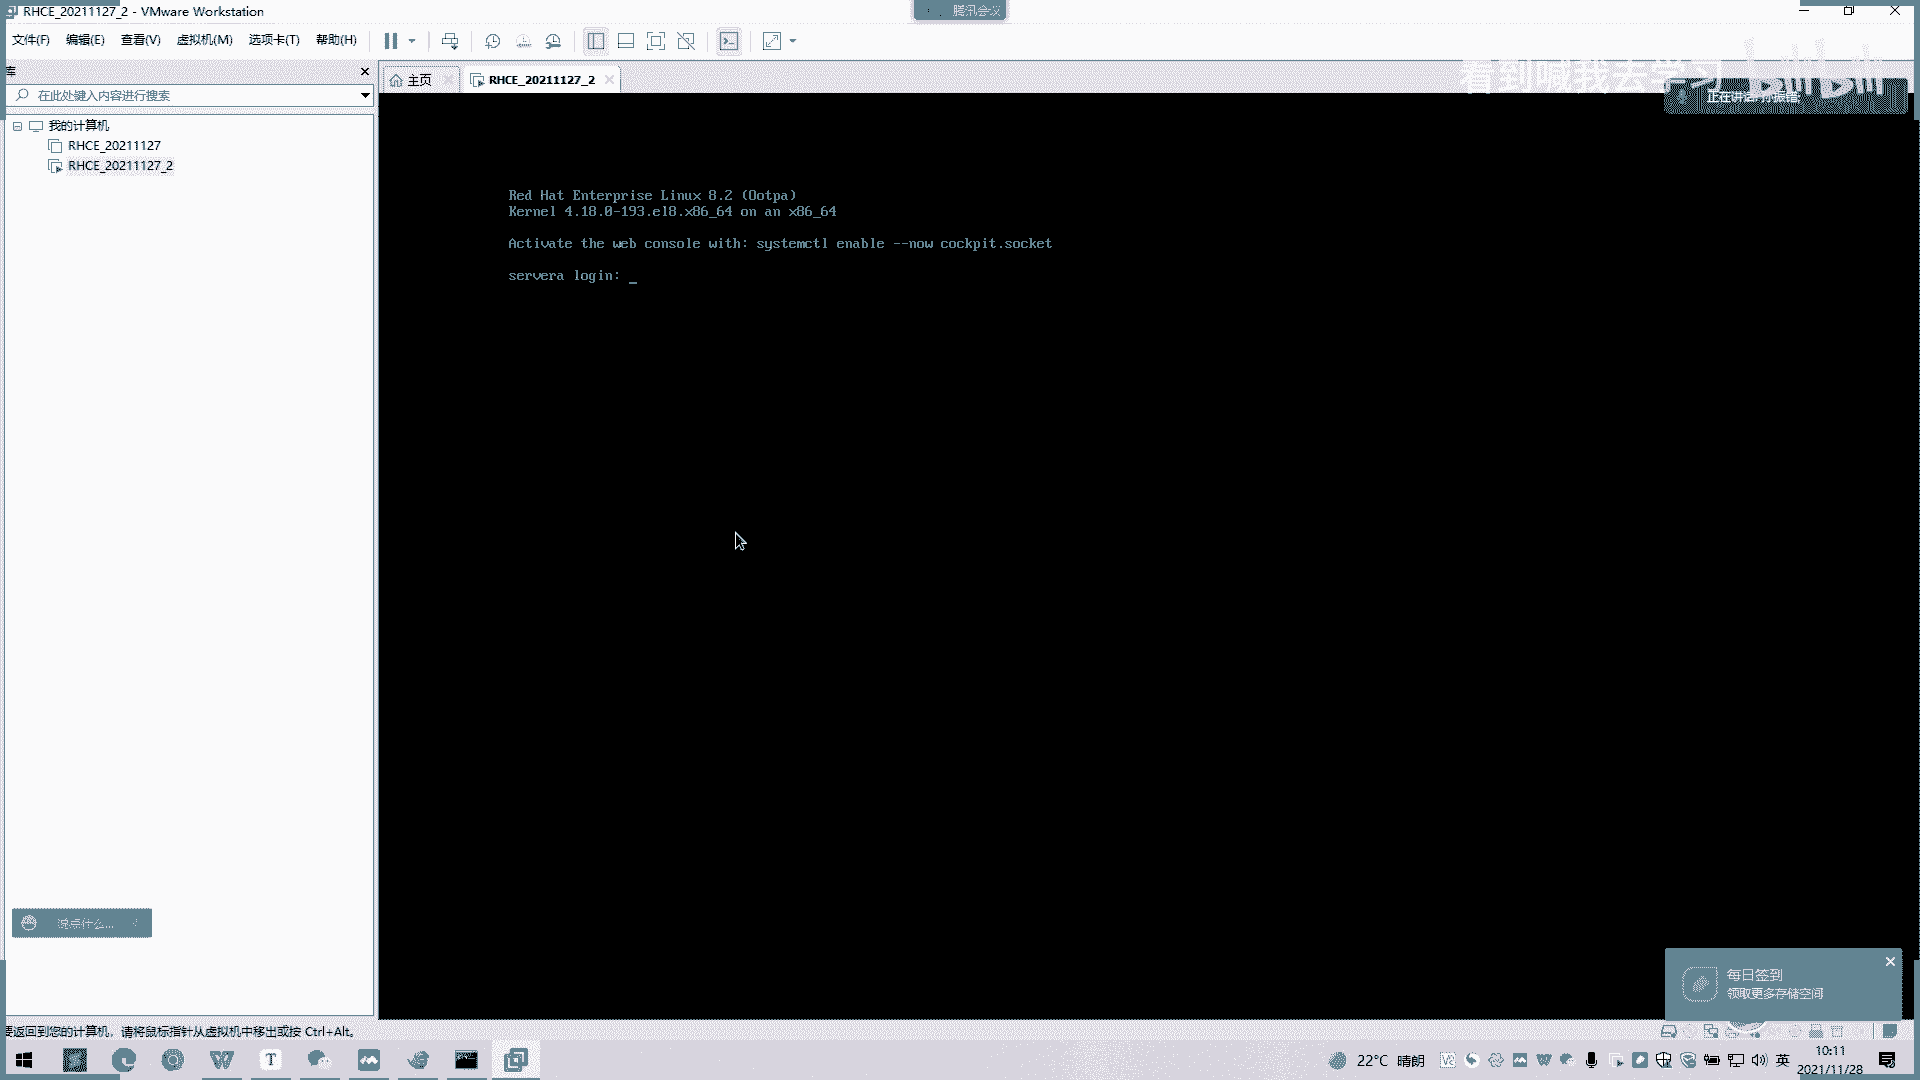 RHCE_20211127_2 - VMware Workstation
腾讯会议
文件(F) 编辑(E) 查看(V) 虚拟机(M) 选项卡(T) 帮助(H)
库
主页
RHCE_20211127_2
看到喊我去学习
bilibili
在此处键入内容进行搜索
正在讲话:
我的计算机
RHCE_20211127
RHCE_20211127_2
Red Hat Enterprise Linux 8.2 (Ootpa)
Kernel 4.18.0-193.el8.x86_64 on an x86_64
Activate the web console with: systemctl enable --now cockpit.socket
servera login: _
说点什么...
每日签到
领取更多存储空间
要返回到您的计算机，请将鼠标指针从虚拟机中移出或按 Ctrl+Alt。
22°C 晴朗
英
10:11
2021/11/28